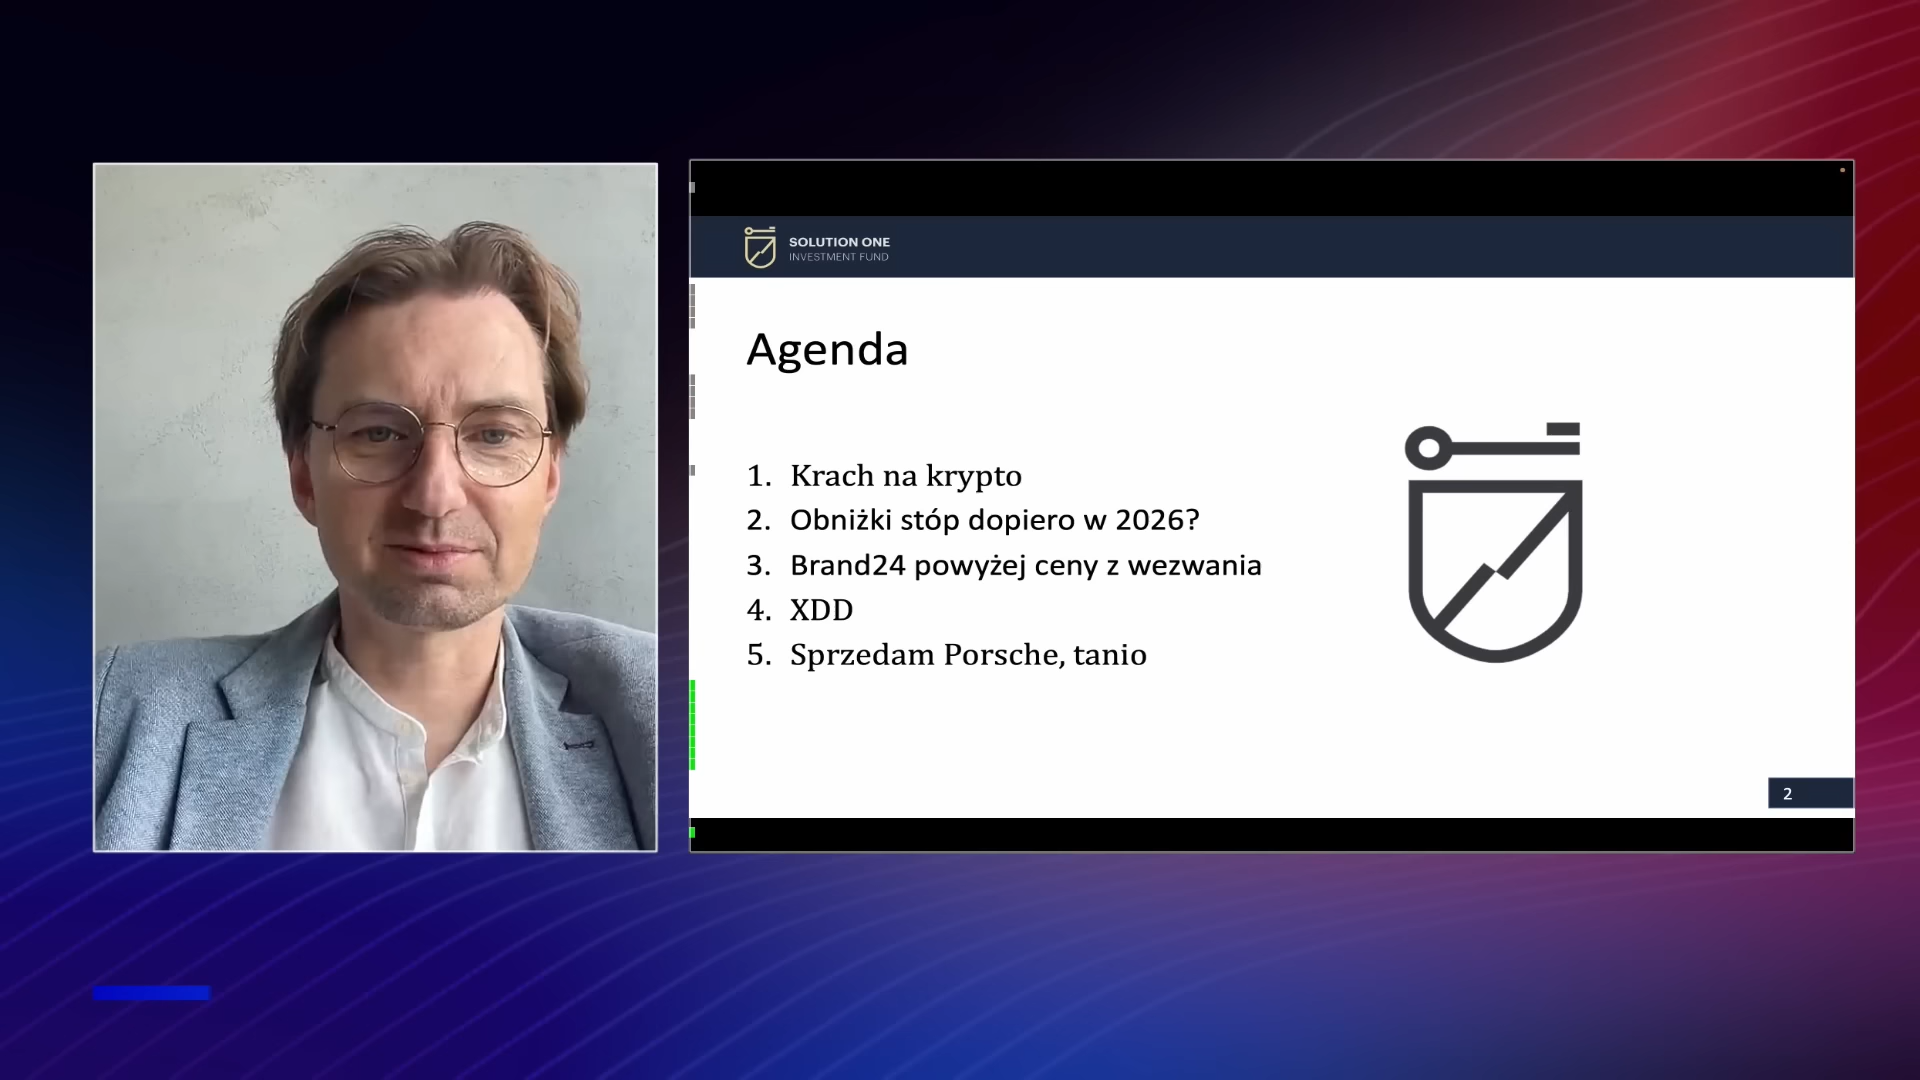 SOLUTION ONE
INVESTMENT FUND
Agenda
1. Krach na krypto
2. Obniżki stóp dopiero w 2026?
3. Brand24 powyżej ceny z wezwania
4. XDD
5. Sprzedam Porsche, tanio
2